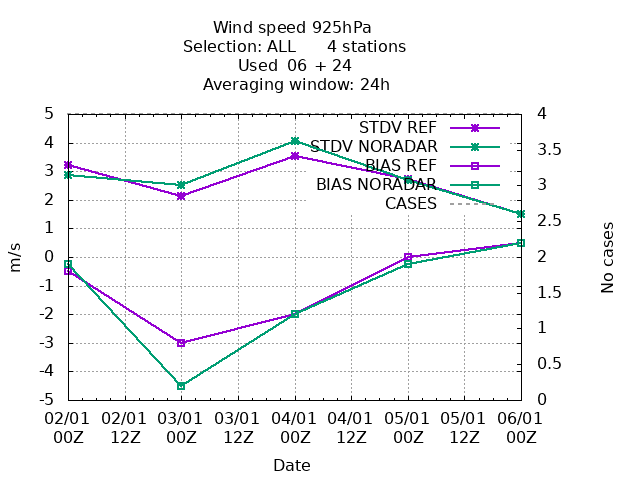 Wind speed 925hPa
Selection: ALL 4 stations
Used 06 + 24
Averaging window: 24h
STDV REF
STDV NORADAR
BIAS REF
BIAS NORADAR
CASES
5
4
3
2
1
0
-1
-2
-3
-4
-5
m/s
4
3.5
3
2.5
2
1.5
1
0.5
0
No cases
02/01 02/01 03/01 03/01 04/01 04/01 05/01 05/01 06/01
00Z 12Z 00Z 12Z 00Z 12Z 00Z 12Z 00Z
Date